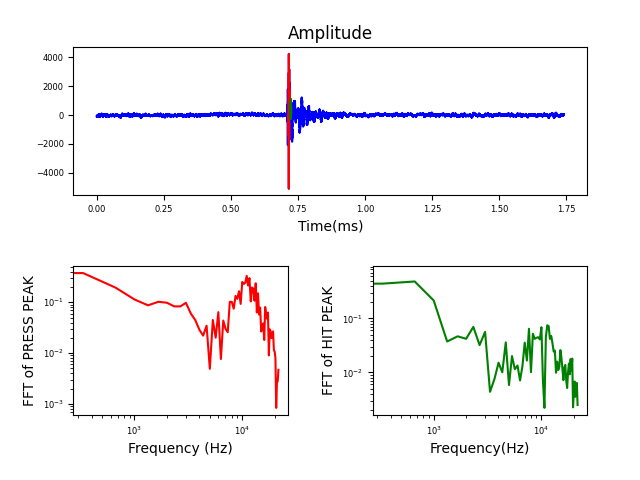 Amplitude
4000
2000
0
−2000
−4000
0.00 0.25 0.50 0.75 1.00 1.25 1.50 1.75
Time(ms)
FFT of PRESS PEAK
10⁻¹
10⁻²
10⁻³
10³ 10⁴
Frequency (Hz)
FFT of HIT PEAK
10⁻¹
10⁻²
10³ 10⁴
Frequency(Hz)